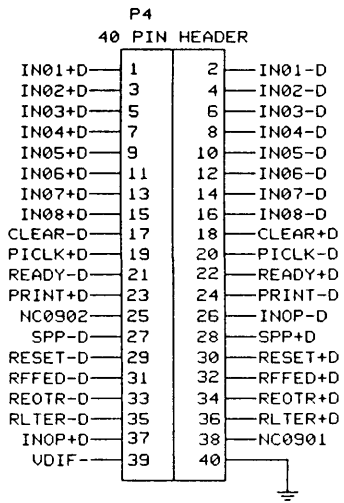 P4
40 PIN HEADER
IN01+D 1 2 IN01-D
IN02+D 3 4 IN02-D
IN03+D 5 6 IN03-D
IN04+D 7 8 IN04-D
IN05+D 9 10 IN05-D
IN06+D 11 12 IN06-D
IN07+D 13 14 IN07-D
IN08+D 15 16 IN08-D
CLEAR-D 17 18 CLEAR+D
PICLK+D 19 20 PICLK-D
READY-D 21 22 READY+D
PRINT+D 23 24 PRINT-D
NC0902 25 26 INOP-D
SPP-D 27 28 SPP+D
RESET-D 29 30 RESET+D
RFFED-D 31 32 RFFED+D
REOTR-D 33 34 REOTR+D
RLTER-D 35 36 RLTER+D
INOP+D 37 38 NC0901
VDIF- 39 40